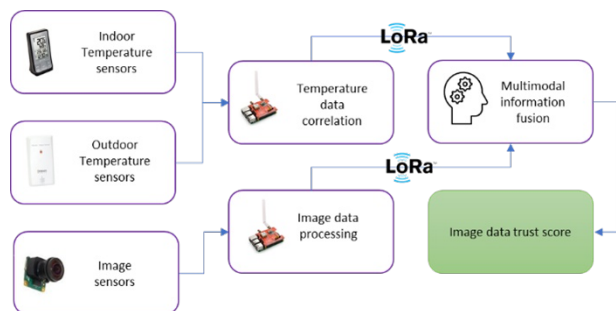 Indoor
Temperature
sensors
Outdoor
Temperature
sensors
Image
sensors
Temperature
data
correlation
Image data
processing
LoRa
LoRa
Multimodal
information
fusion
Image data trust score